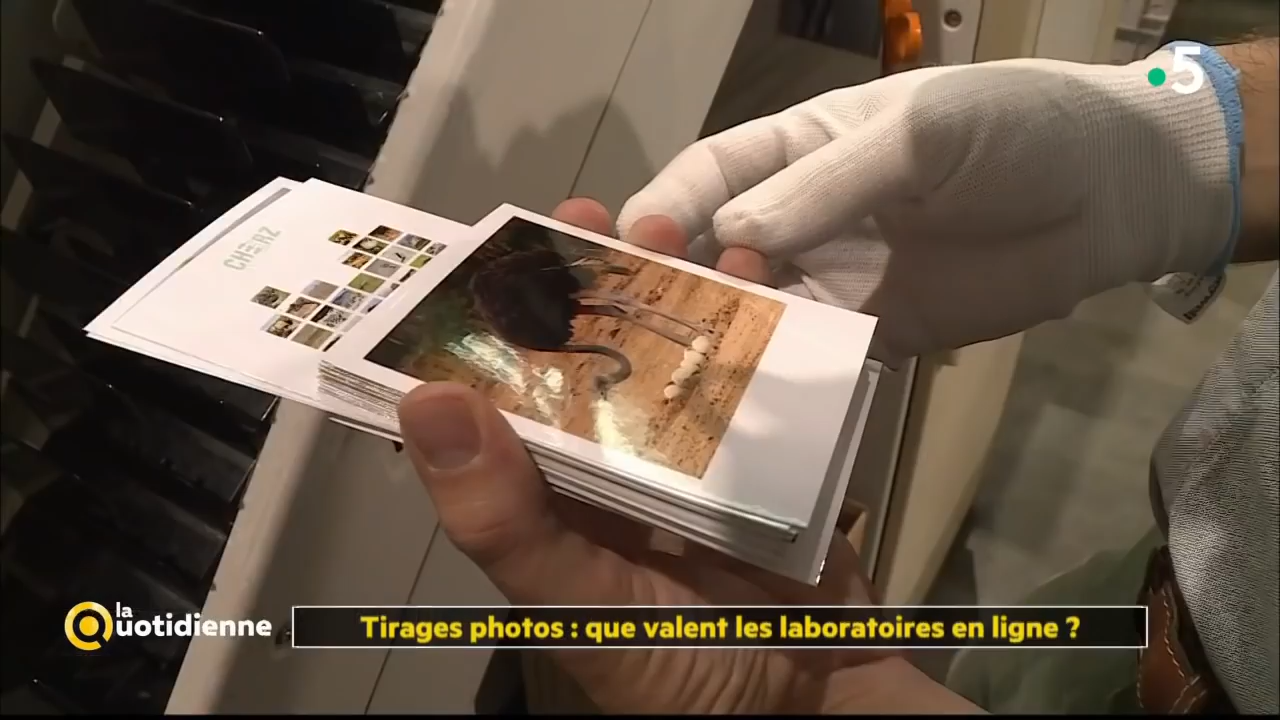 5
CHEERZ
la
Quotidienne
Tirages photos : que valent les laboratoires en ligne ?